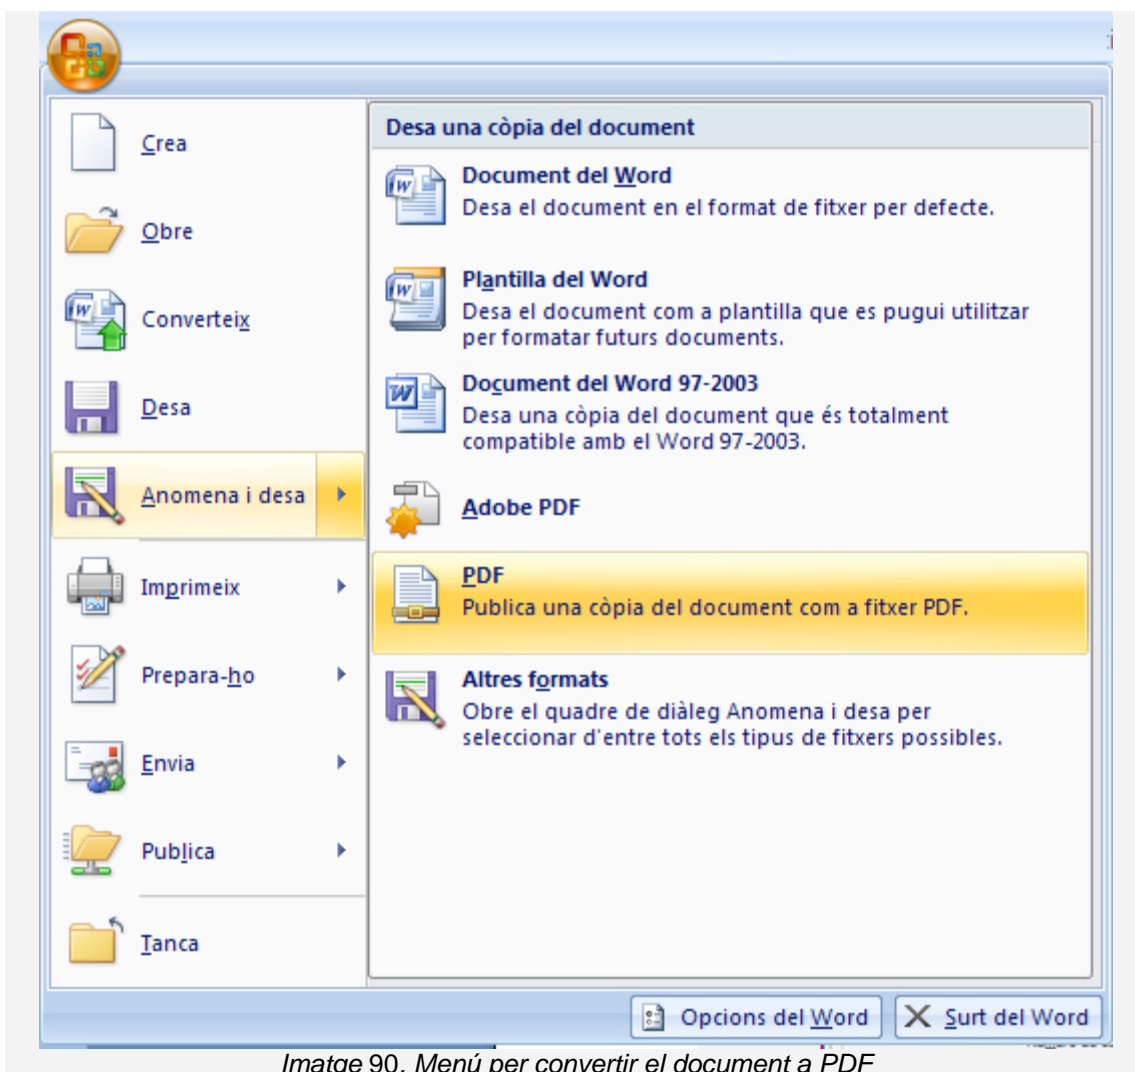 Crea
Obre
Converteix
Desa
Anomena i desa
Imprimeix
Prepara-ho
Envia
Publica
Tanca
Desa una còpia del document
Document del Word
Desa el document en el format de fitxer per defecte.
Plantilla del Word
Desa el document com a plantilla que es pugui utilitzar
per formatar futurs documents.
Document del Word 97-2003
Desa una còpia del document que és totalment
compatible amb el Word 97-2003.
Adobe PDF
PDF
Publica una còpia del document com a fitxer PDF.
Altres formats
Obre el quadre de diàleg Anomena i desa per
seleccionar d'entre tots els tipus de fitxers possibles.
Opcions del Word
Surt del Word
Imatge 90. Menú per convertir el document a PDF